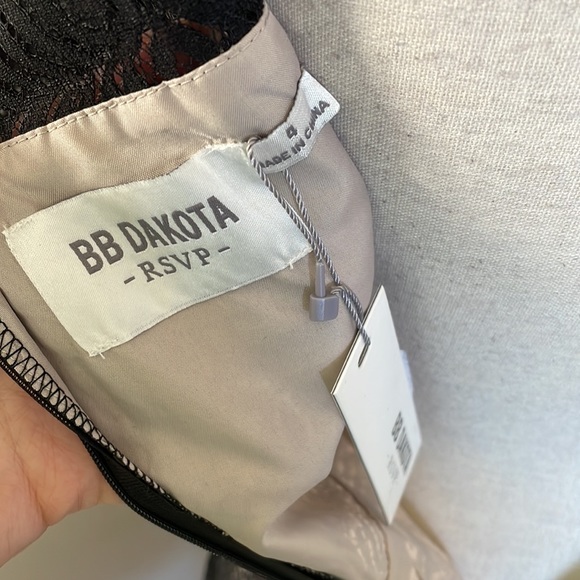 BB DAKOTA
-RSVP-
4
MADE IN CHINA
BB DAKOTA